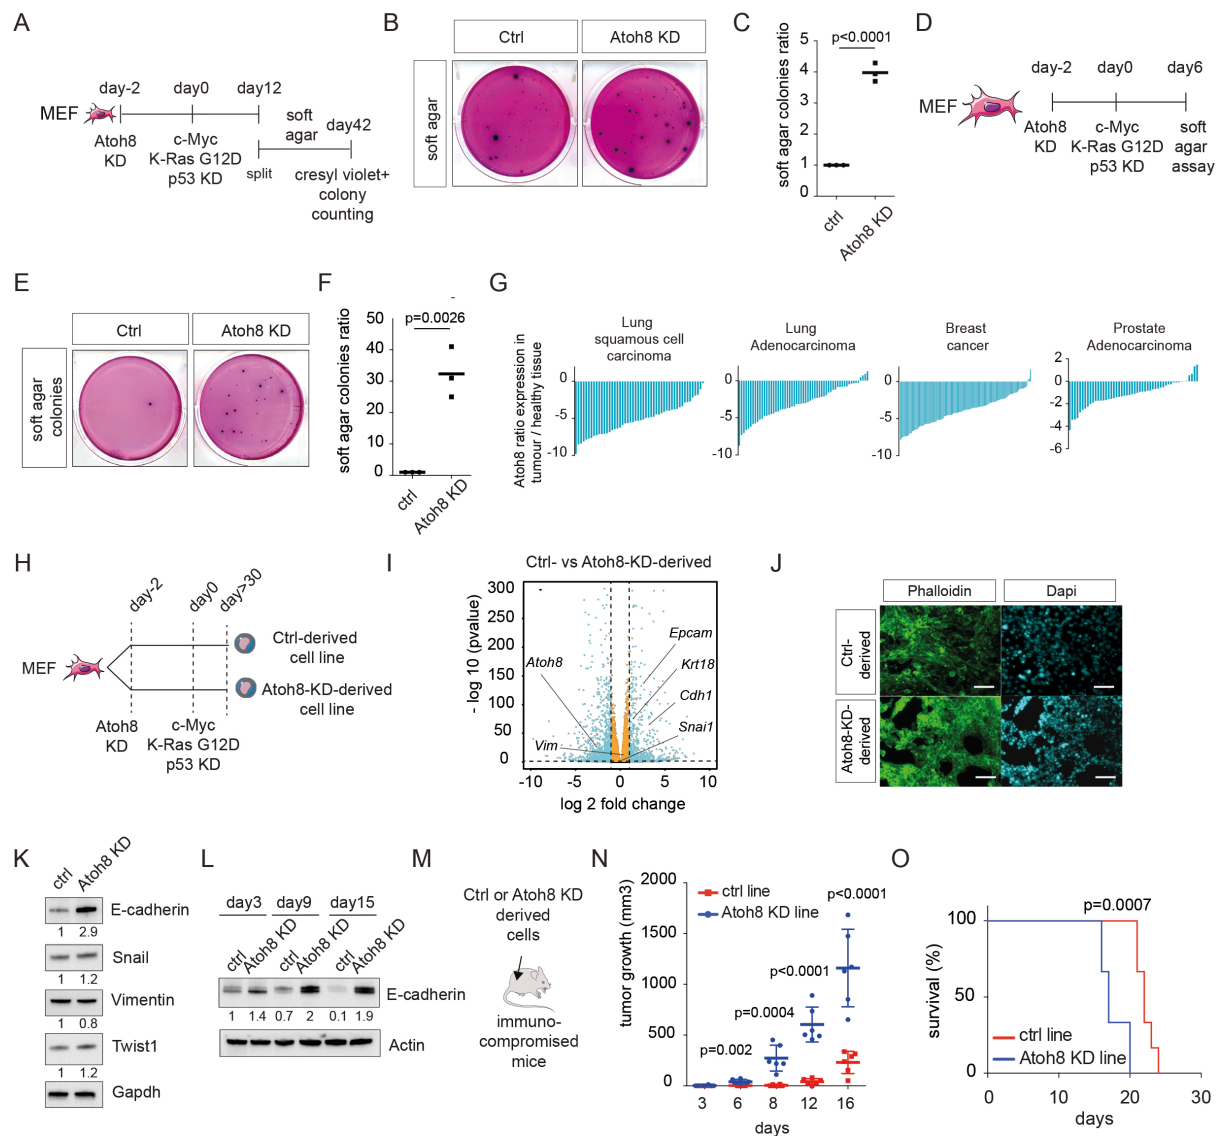 A
day-2
day0
day12
MEF
Atoh8
KD
c-Myc
K-Ras G12D
p53 KD
soft
agar
day42
split
cresyl violet+
colony
counting
B
Ctrl
Atoh8 KD
soft agar
C
p<0.0001
soft agar colonies ratio
5
4
3
2
1
0
ctrl
Atoh8 KD
D
day-2
day0
day6
MEF
Atoh8
KD
c-Myc
K-Ras G12D
p53 KD
soft
agar
assay
E
Ctrl
Atoh8 KD
soft agar
colonies
F
p=0.0026
soft agar colonies ratio
50
40
30
20
10
0
ctrl
Atoh8 KD
G
Atoh8 ratio expression in
tumour / healthy tissue
Lung
squamous cell
carcinoma
0
-5
-10
Lung
Adenocarcinoma
0
-5
-10
Breast
cancer
0
-5
-10
Prostate
Adenocarcinoma
2
0
-2
-4
-6
H
day-2
day0
day>30
MEF
Ctrl-derived
cell line
Atoh8-KD-derived
cell line
Atoh8
KD
c-Myc
K-Ras G12D
p53 KD
I
Ctrl- vs Atoh8-KD-derived
- log 10 (pvalue)
300
250
200
150
100
50
0
Atoh8
Vim
Epcam
Krt18
Cdh1
Snai1
-10
-5
0
5
10
log 2 fold change
J
Phalloidin
Dapi
Ctrl-
derived
Atoh8-KD-
derived
K
ctrl
Atoh8 KD
E-cadherin
1 2.9
Snail
1 1.2
Vimentin
1 0.8
Twist1
1 1.2
Gapdh
L
day3
day9
day15
ctrl
Atoh8 KD
ctrl
Atoh8 KD
ctrl
Atoh8 KD
E-cadherin
1 1.4 0.7 2 0.1 1.9
Actin
M
Ctrl or Atoh8 KD
derived
cells
immuno-
compromised
mice
N
tumor growth (mm3)
2000
1500
1000
500
0
ctrl line
Atoh8 KD line
p=0.002
p=0.0004
p<0.0001
p<0.0001
3
6
8
12
16
days
O
p=0.0007
survival (%)
100
50
0
ctrl line
Atoh8 KD line
0
10
20
30
days